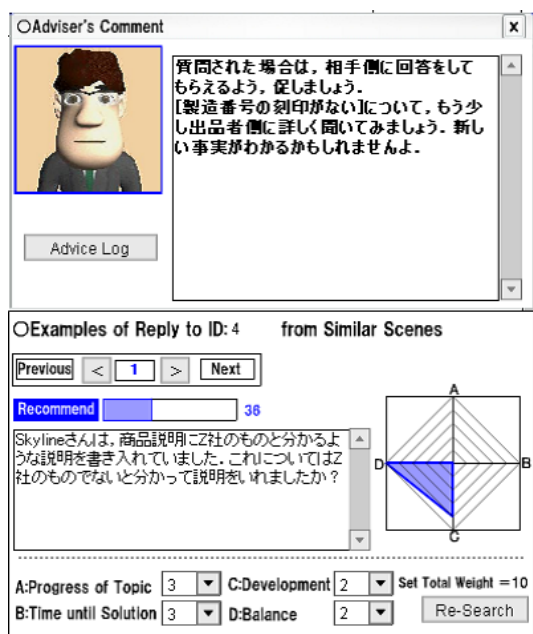 ○Adviser's Comment
x
質問された場合は，相手側に回答をして
もらえるよう，促しましょう．
[製造番号の刻印がない]について，もう少
し出品者側に詳しく聞いてみましょう．新し
い事実がわかるかもしれませんよ．
Advice Log
○Examples of Reply to ID: 4 from Similar Scenes
Previous < 1 > Next
Recommend 36
Skylineさんは，商品説明にZ社のものと分かるよ
うな説明を書き入れていました．これについてはZ
社のものでないと分かって説明をいれましたか？
A
B
C
D
A:Progress of Topic 3 C:Development 2 Set Total Weight =10
B:Time until Solution 3 D:Balance 2 Re-Search